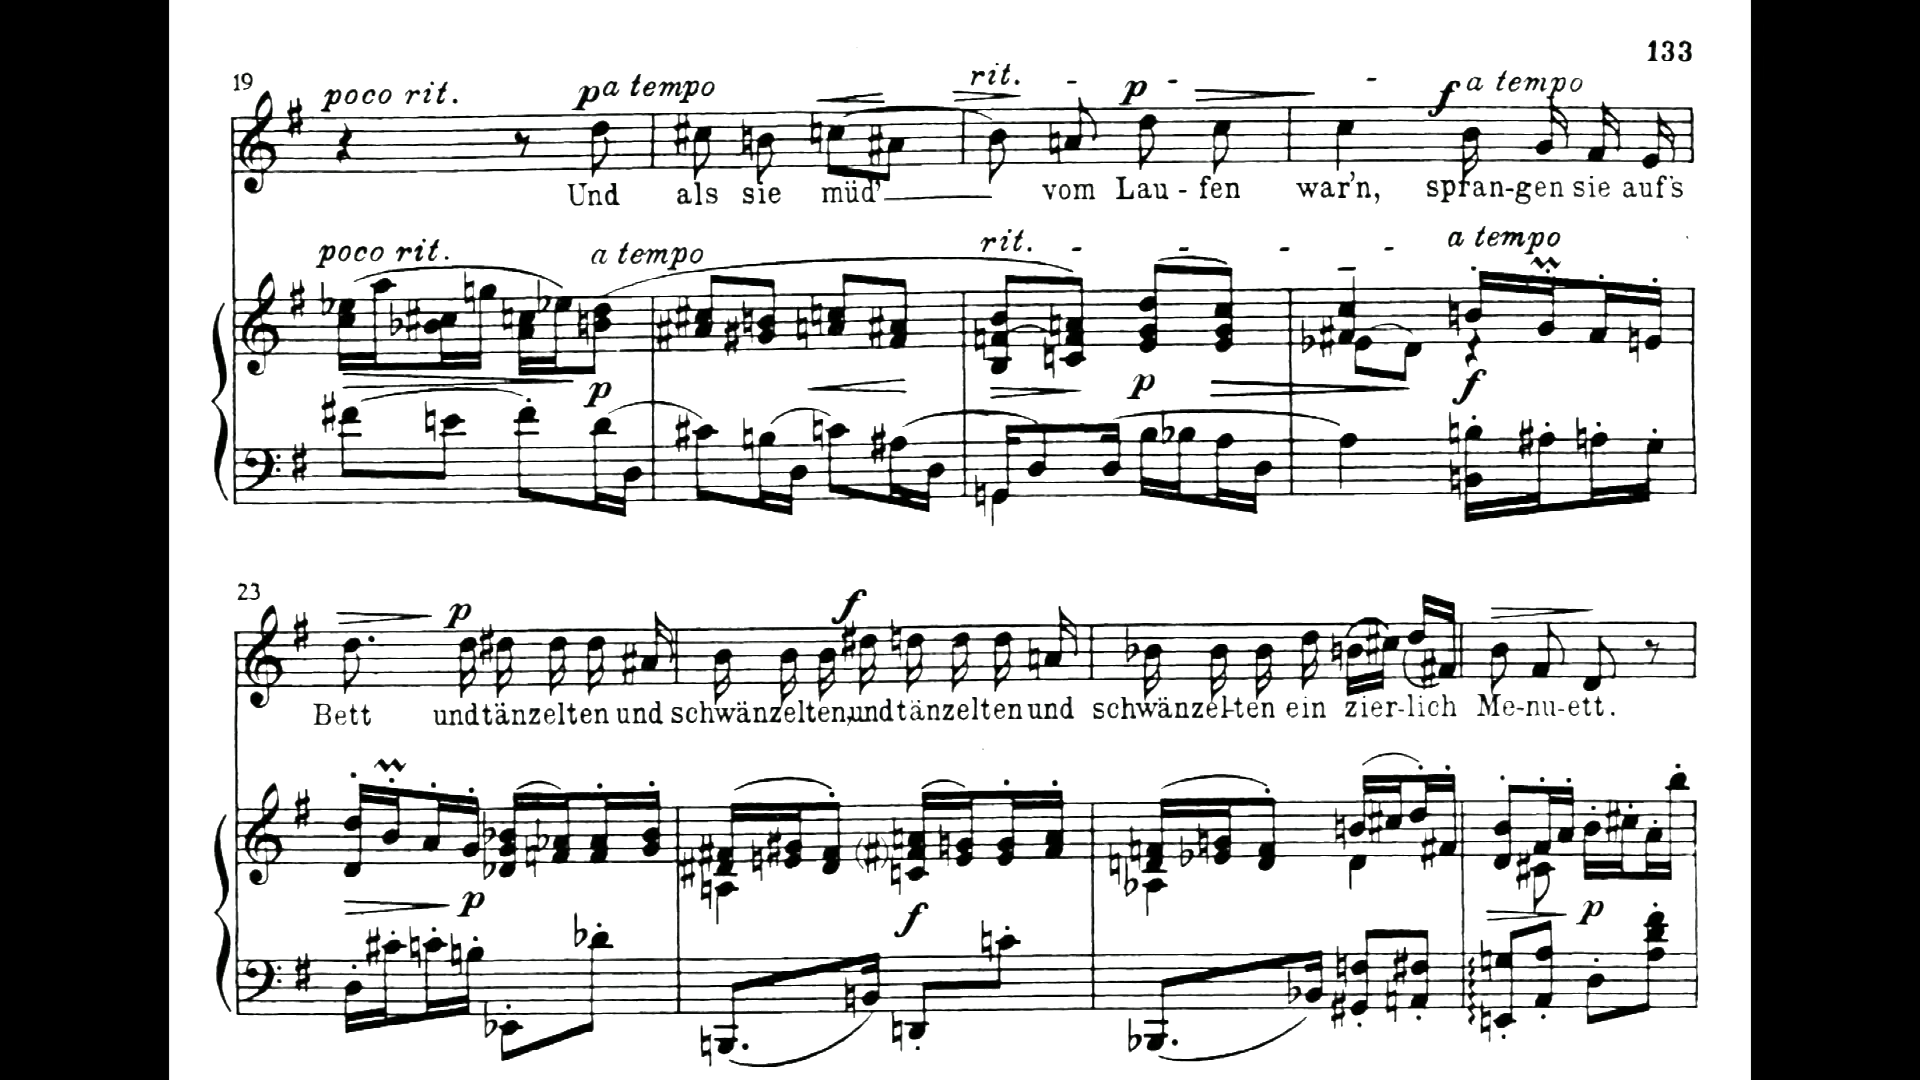 133
19
poco rit. p a tempo rit. - - p - f a tempo
Und als sie müd' vom Lau-fen war'n, spran-gen sie auf's
poco rit. a tempo rit. - - - - a tempo
p p f
23
p f
Bett und tänzelten und schwänzelten, und tänzelten und schwänzel-ten ein zier-lich Me-nu-ett.
p f p